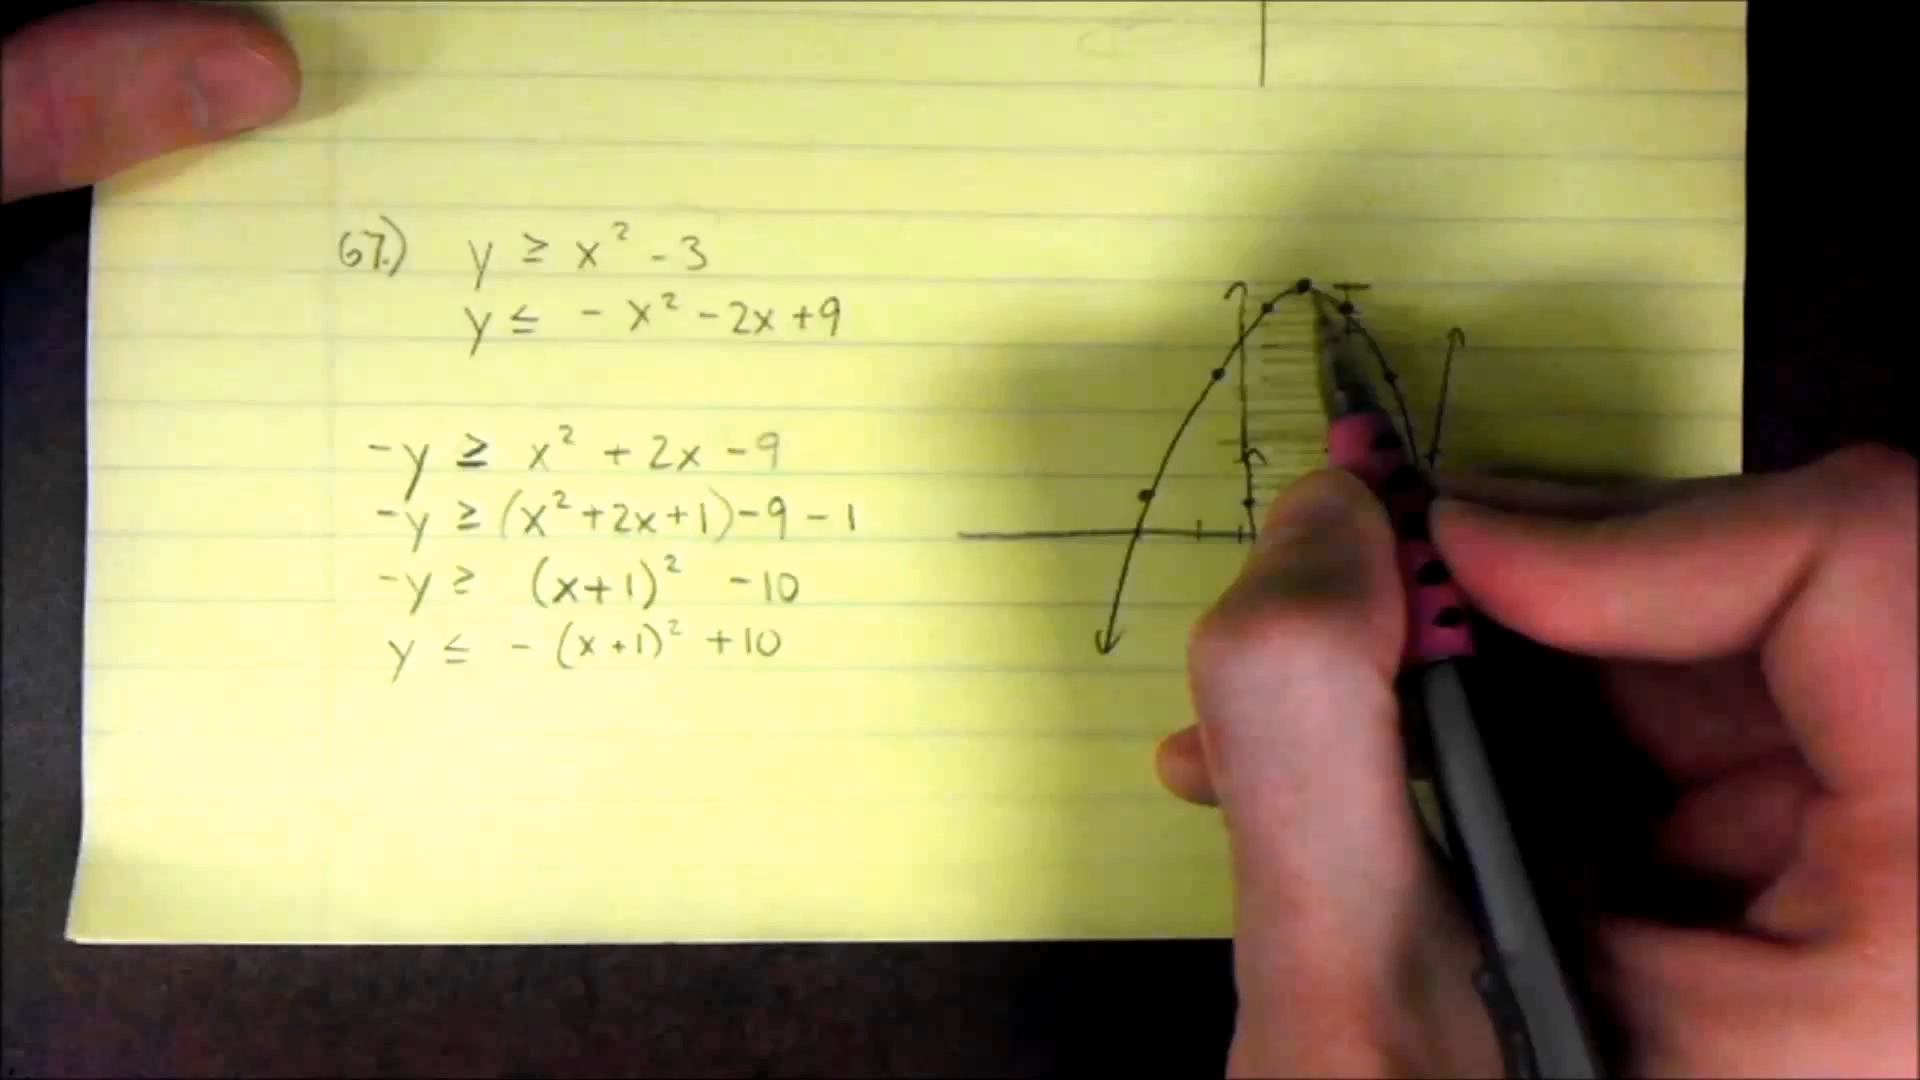 67.) y ≥ x² - 3
y ≤ - x² - 2x + 9
-y ≥ x² + 2x - 9
-y ≥ (x² + 2x + 1) - 9 - 1
-y ≥ (x+1)² - 10
y ≤ - (x+1)² + 10